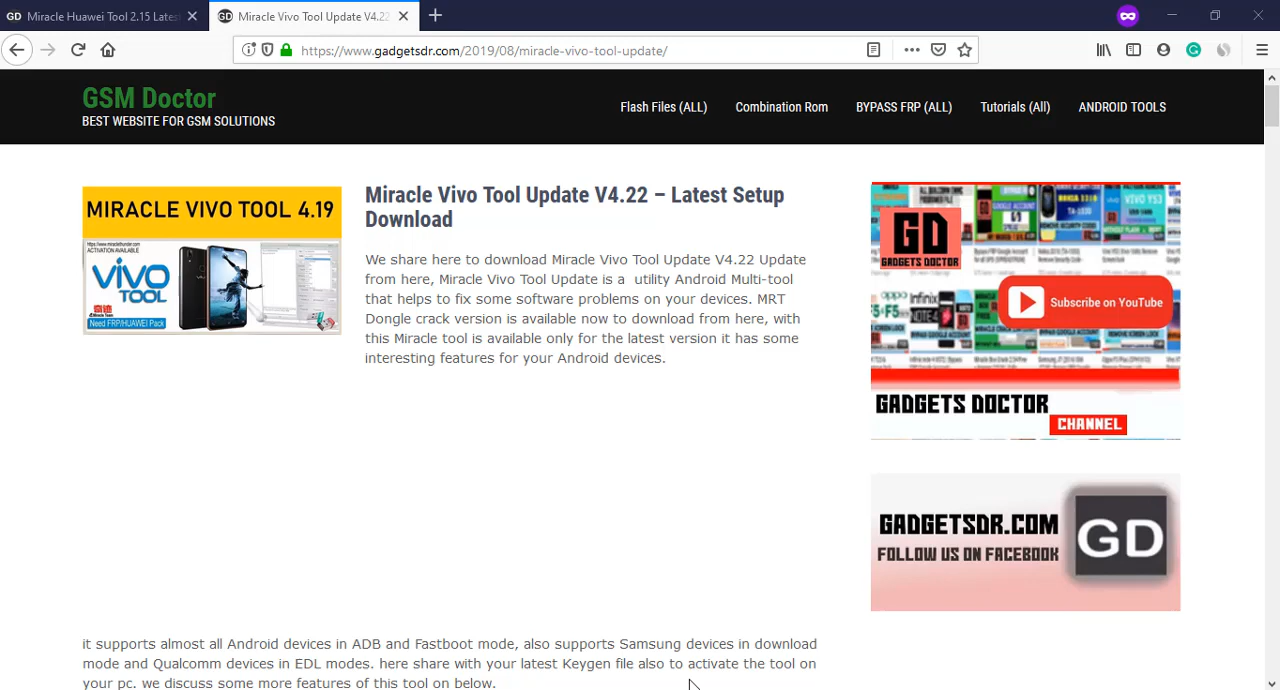 GD Miracle Huawei Tool 2.15 Lates
GD Miracle Vivo Tool Update V4.22
https://www.gadgetsdr.com/2019/08/miracle-vivo-tool-update/
GSM Doctor
BEST WEBSITE FOR GSM SOLUTIONS
Flash Files (ALL)
Combination Rom
BYPASS FRP (ALL)
Tutorials (All)
ANDROID TOOLS
MIRACLE VIVO TOOL 4.19
ACTIVATION AVAILABLE
vivo
TOOL
Need FRP/HUAWEI Pack
Miracle Vivo Tool Update V4.22 – Latest Setup
Download
We share here to download Miracle Vivo Tool Update V4.22 Update
from here, Miracle Vivo Tool Update is a utility Android Multi-tool
that helps to fix some software problems on your devices. MRT
Dongle crack version is available now to download from here, with
this Miracle tool is available only for the latest version it has some
interesting features for your Android devices.
GD
GADGETS DOCTOR
Subscribe on YouTube
GADGETS DOCTOR
CHANNEL
GADGETSDR.COM
FOLLOW US ON FACEBOOK
GD
it supports almost all Android devices in ADB and Fastboot mode, also supports Samsung devices in download
mode and Qualcomm devices in EDL modes. here share with your latest Keygen file also to activate the tool on
your pc. we discuss some more features of this tool on below.